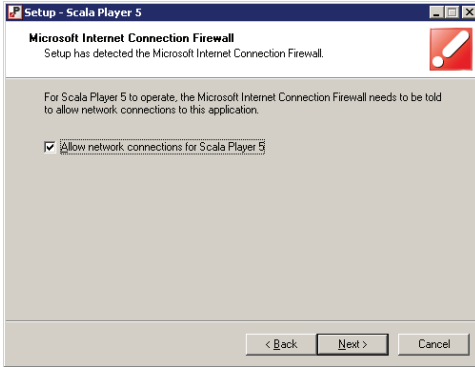 Setup - Scala Player 5
Microsoft Internet Connection Firewall
Setup has detected the Microsoft Internet Connection Firewall.
For Scala Player 5 to operate, the Microsoft Internet Connection Firewall needs to be told
to allow network connections to this application.
Allow network connections for Scala Player 5
< Back Next > Cancel